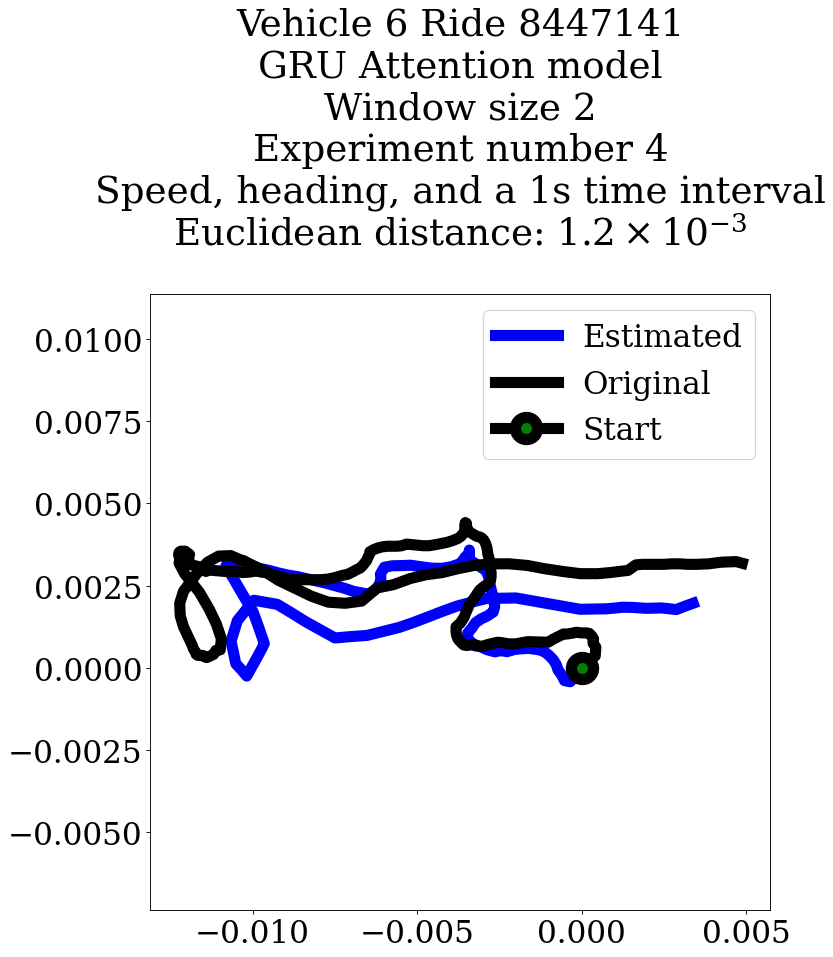 Vehicle 6 Ride 8447141
GRU Attention model
Window size 2
Experiment number 4
Speed, heading, and a 1s time interval
Euclidean distance: 1.2 × 10⁻³
Estimated
Original
Start
0.0100
0.0075
0.0050
0.0025
0.0000
−0.0025
−0.0050
−0.010
−0.005
0.000
0.005